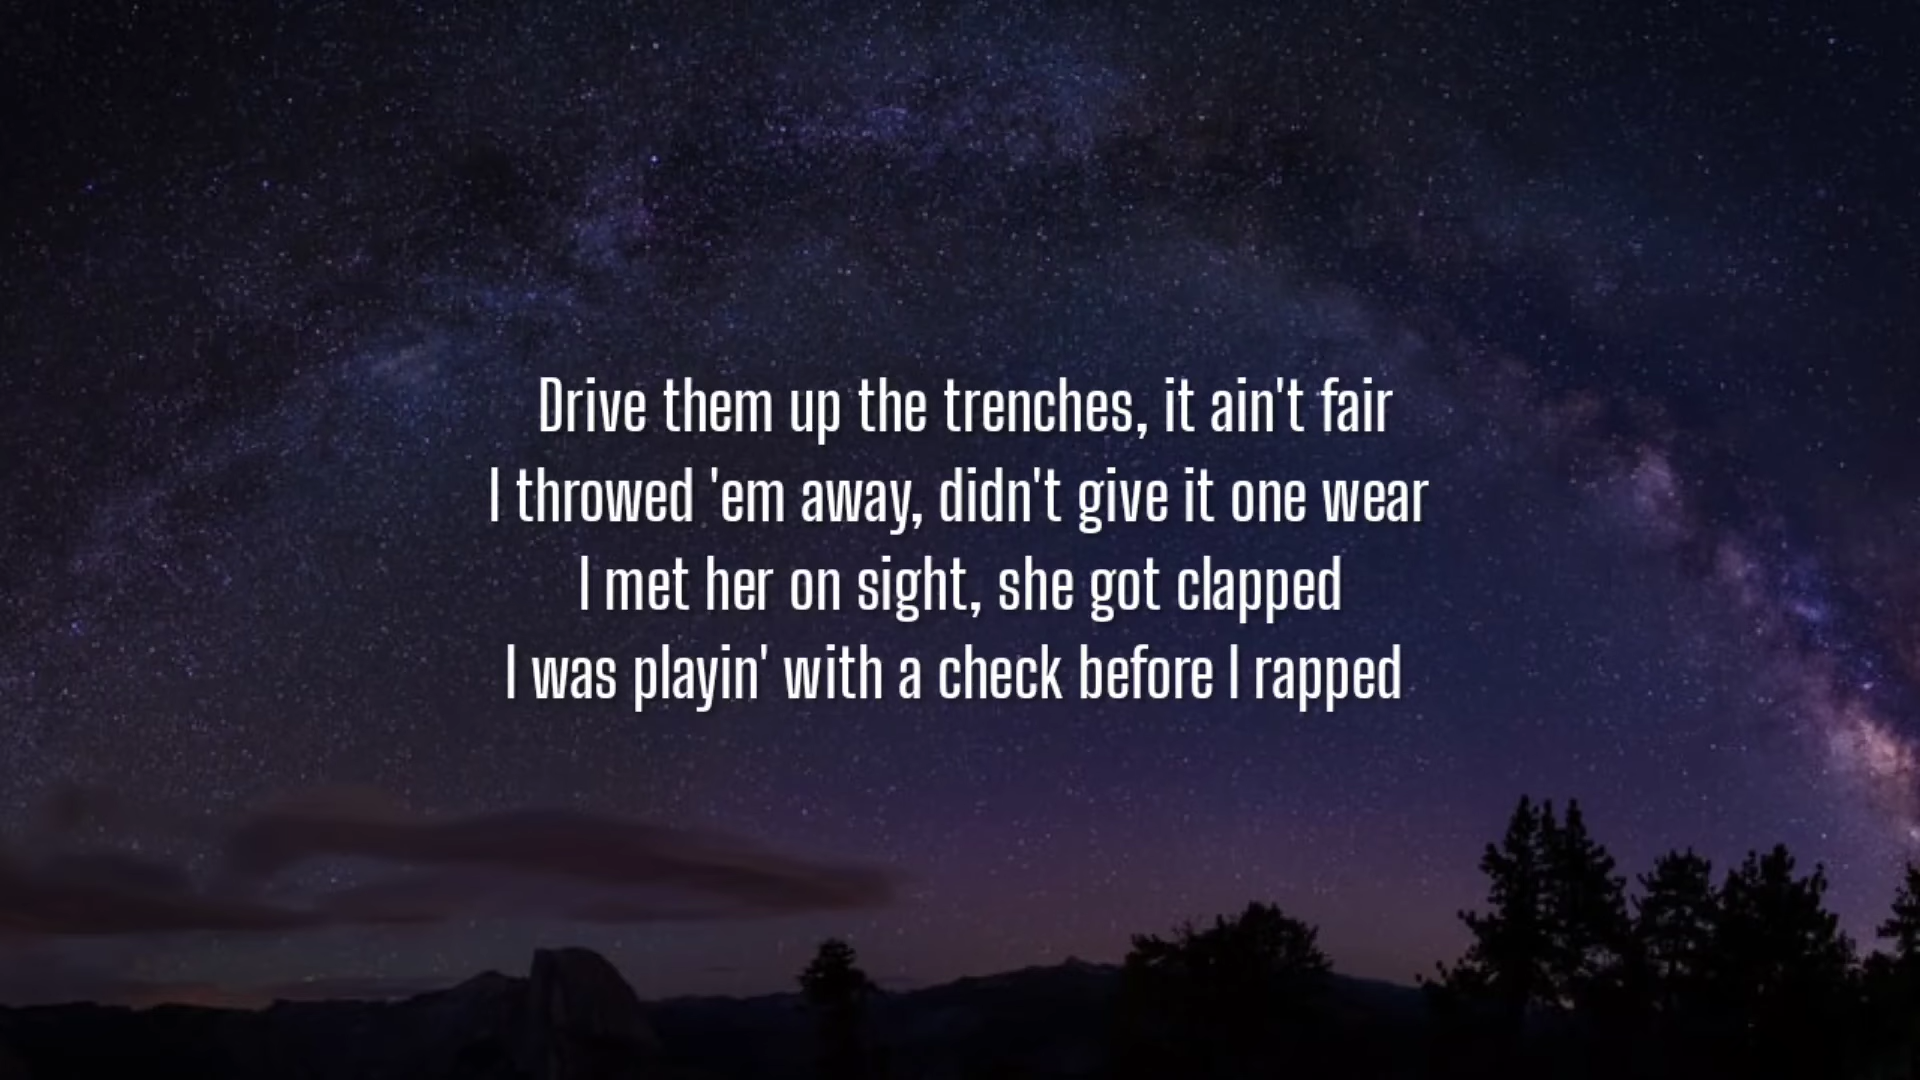 Drive them up the trenches, it ain't fair
I throwed 'em away, didn't give it one wear
I met her on sight, she got clapped
I was playin' with a check before I rapped